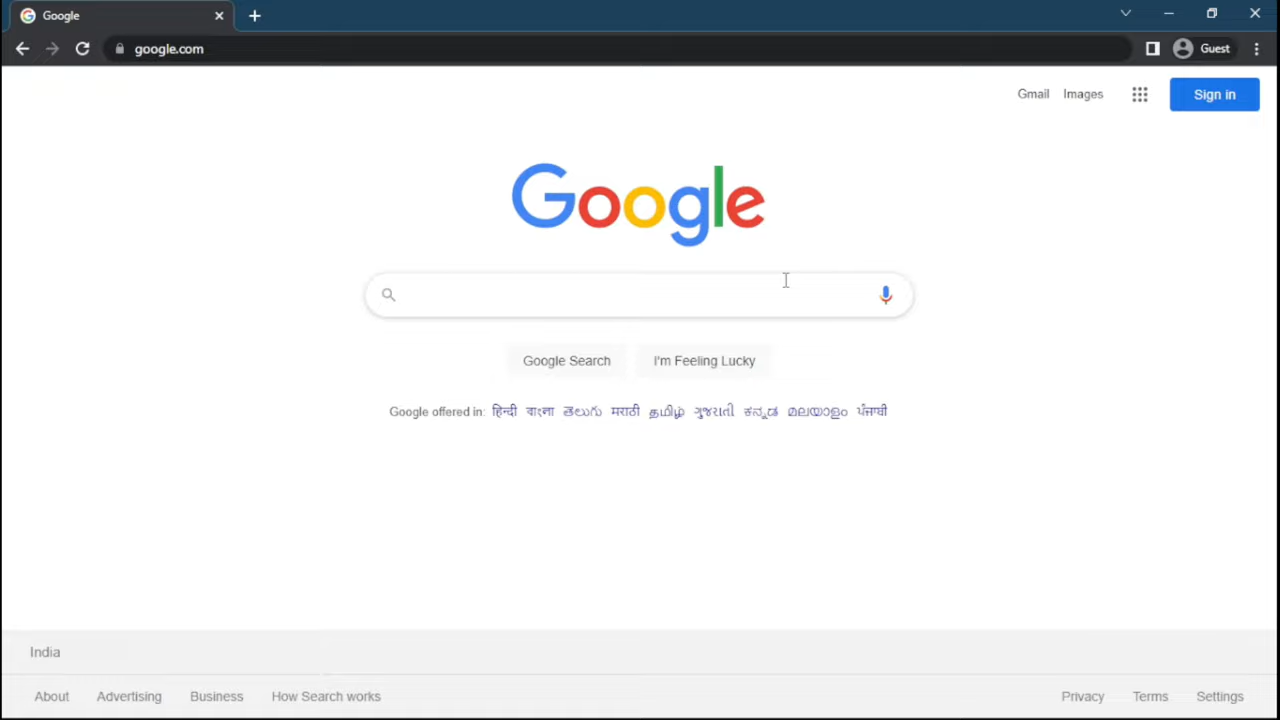 Google
google.com
Guest
Gmail Images
Sign in
Google
Google Search
I'm Feeling Lucky
Google offered in: हिन्दी বাংলা తెలుగు मराठी தமிழ் ગુજરાતી ಕನ್ನಡ മലയാളം ਪੰਜਾਬੀ
India
About Advertising Business How Search works
Privacy Terms Settings